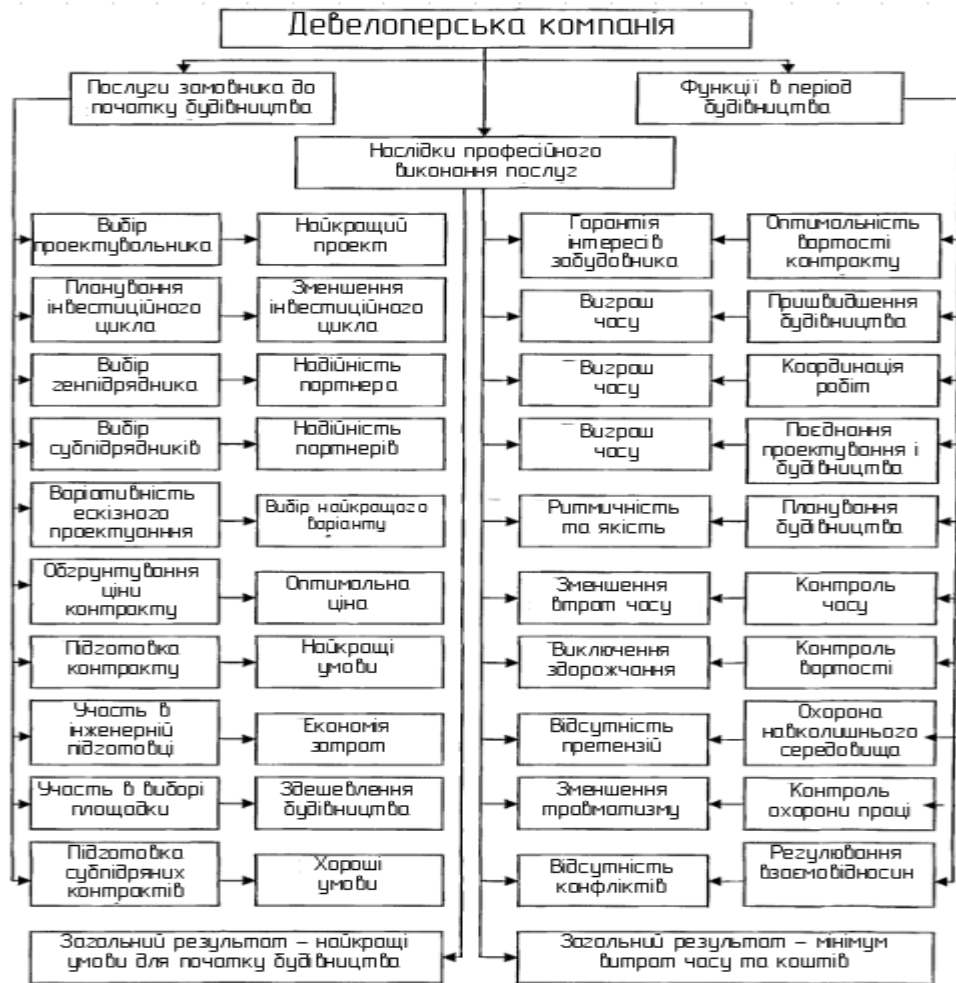 Девелоперська компанія
Послуги замовника до
початку будівництва
Функції в період
будівництва
Наслідки професійного
виконання послуг
Вибір
проектувальника
Найкращий
проект
Гарантія
інтересів
забудовника
Оптимальність
вартості
контракту
Планування
інвестиційного
цикла
Зменшення
інвестиційного
цикла
Виграш
часу
Пришвидшення
будівництва
Вибір
генпідрядника
Надійність
партнера
Виграш
часу
Координація
робіт
Вибір
субпідрядників
Надійність
партнерів
Виграш
часу
Поєднання
проектування і
будівництва
Варіативність
ескізного
проектуанння
Вибір найкращого
варіанту
Ритмичність
та якість
Планування
будівництва
Обгрунтування
ціни
контракту
Оптимальна
ціна
Зменшення
втрат часу
Контроль
часу
Підготовка
контракту
Найкращі
умови
Виключення
здорожчання
Контроль
вартості
Участь в
інженерній
підготовці
Економія
затрат
Відсутність
претензій
Охорона
навколишнього
середовища
Участь в виборі
площадки
Здешевлення
будівництва
Зменшення
травматизму
Контроль
охорони праці
Підготовка
субпідряних
контрактів
Хороші
умови
Відсутність
конфліктів
Регулювання
взаємовідносин
Загальний результат – найкращі
умови для початку будівництва
Загальний результат – мінімум
витрат часу та коштів